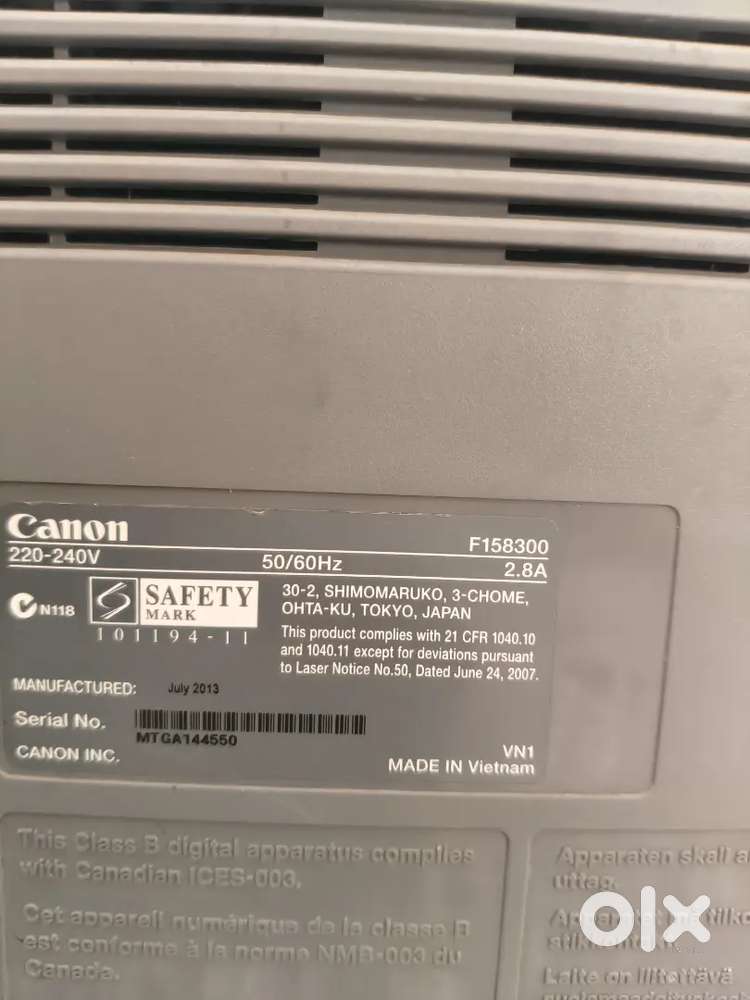 Canon
F158300
220-240V 50/60Hz 2.8A
N118
SAFETY
MARK
101194-11
30-2, SHIMOMARUKO, 3-CHOME,
OHTA-KU, TOKYO, JAPAN
This product complies with 21 CFR 1040.10
and 1040.11 except for deviations pursuant
to Laser Notice No.50, Dated June 24, 2007.
MANUFACTURED: July 2013
Serial No.
MTGA144550
CANON INC.
VN1
MADE IN Vietnam
This Class B digital apparatus complies
with Canadian ICES-003.
Cet appareil numérique de la classe B
est conforme à la norme NMB-003 du
Canada.
Apparaten skall
uttag.
Laite on liitettävä
olx